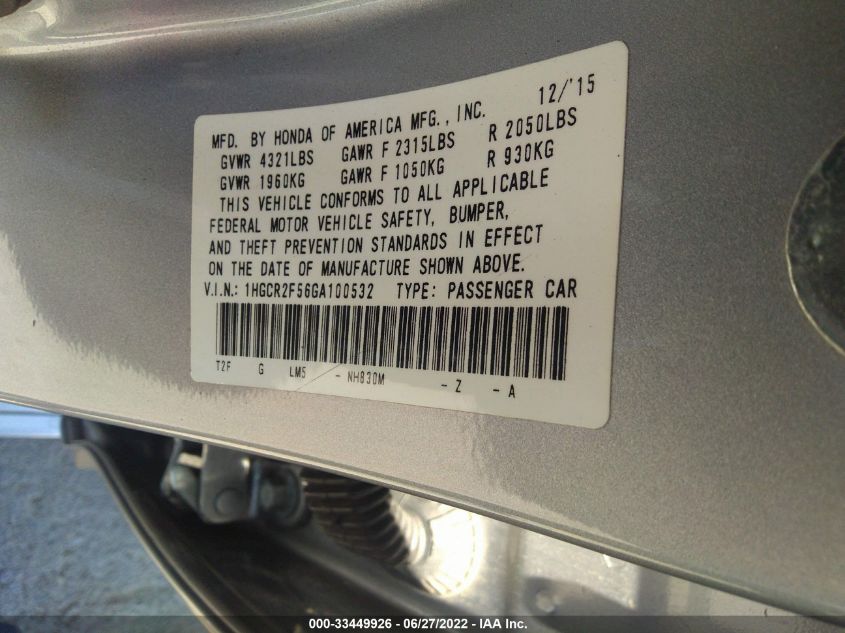 12/'15
MFD. BY HONDA OF AMERICA MFG., INC.
GVWR 4321LBS GAWR F 2315LBS R 2050LBS
GVWR 1960KG GAWR F 1050KG R 930KG
THIS VEHICLE CONFORMS TO ALL APPLICABLE
FEDERAL MOTOR VEHICLE SAFETY, BUMPER,
AND THEFT PREVENTION STANDARDS IN EFFECT
ON THE DATE OF MANUFACTURE SHOWN ABOVE.
V.I.N.: 1HGCR2F56GA100532 TYPE: PASSENGER CAR
T2F G LM5 - NH830M - Z - A
000-33449926 - 06/27/2022 - IAA Inc.